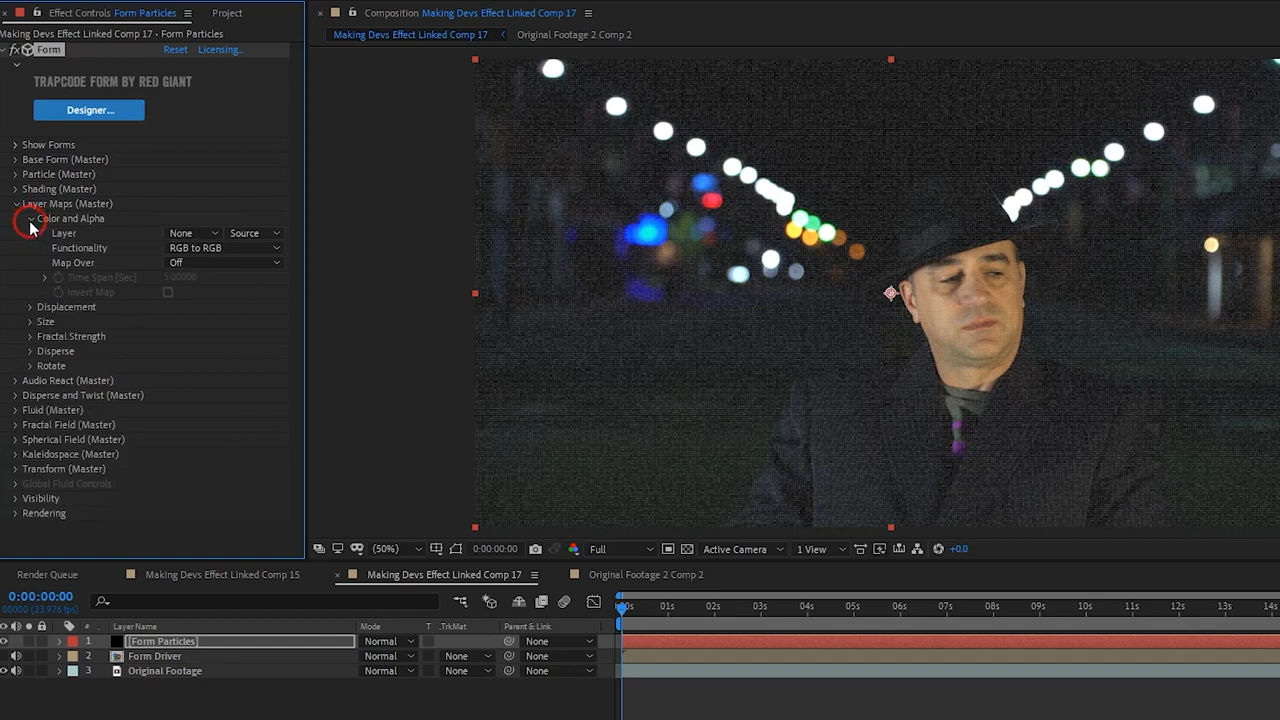 Effect Controls Form Particles
Project
Making Devs Effect Linked Comp 17 - Form Particles
fx Form Reset Licensing...
TRAPCODE FORM BY RED GIANT
Designer...
Show Forms
Base Form (Master)
Particle (Master)
Shading (Master)
Layer Maps (Master)
Color and Alpha
Layer None Source
Functionality RGB to RGB
Map Over Off
Time Span [Sec] 5.00000
Invert Map
Displacement
Size
Fractal Strength
Disperse
Rotate
Audio React (Master)
Disperse and Twist (Master)
Fluid (Master)
Fractal Field (Master)
Spherical Field (Master)
Kaleidospace (Master)
Transform (Master)
Global Fluid Controls
Visibility
Rendering
Composition Making Devs Effect Linked Comp 17
Making Devs Effect Linked Comp 17 Original Footage 2 Comp 2
(50%) 0:00:00:00 Full Active Camera 1 View +0.0
Render Queue Making Devs Effect Linked Comp 15 Making Devs Effect Linked Comp 17 Original Footage 2 Comp 2
0:00:00:00
00000 (23.976 fps)
:00s 01s 02s 03s 04s 05s 06s 07s 08s 09s 10s 11s 12s 13s 14s
# Layer Name Mode T .TrkMat Parent & Link
1 [Form Particles] Normal None
2 Form Driver Normal None None
3 Original Footage Normal None None